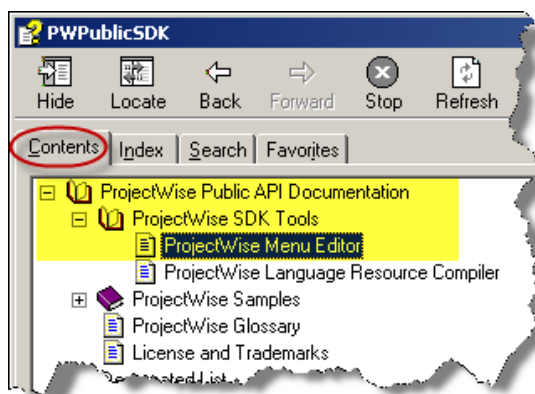 PWPublicSDK
Hide Locate Back Forward Stop Refresh
Contents Index Search Favorites
ProjectWise Public API Documentation
ProjectWise SDK Tools
ProjectWise Menu Editor
ProjectWise Language Resource Compiler
ProjectWise Samples
ProjectWise Glossary
License and Trademarks
List